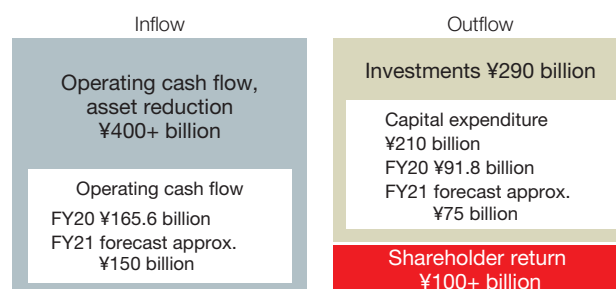 Inflow
Operating cash flow,
asset reduction
¥400+ billion
Operating cash flow
FY20 ¥165.6 billion
FY21 forecast approx.
¥150 billion
Outflow
Investments ¥290 billion
Capital expenditure
¥210 billion
FY20 ¥91.8 billion
FY21 forecast approx.
¥75 billion
Shareholder return
¥100+ billion